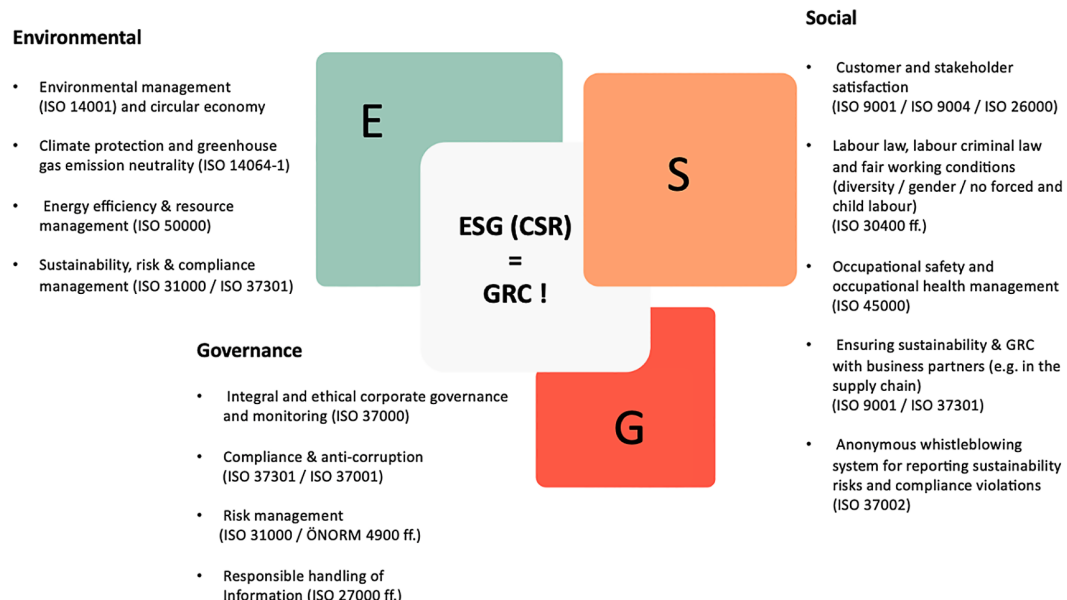 Environmental
• Environmental management
(ISO 14001) and circular economy
• Climate protection and greenhouse
gas emission neutrality (ISO 14064-1)
• Energy efficiency & resource
management (ISO 50000)
• Sustainability, risk & compliance
management (ISO 31000 / ISO 37301)
E
S
G
ESG (CSR)
=
GRC !
Social
• Customer and stakeholder
satisfaction
(ISO 9001 / ISO 9004 / ISO 26000)
• Labour law, labour criminal law
and fair working conditions
(diversity / gender / no forced and
child labour)
(ISO 30400 ff.)
• Occupational safety and
occupational health management
(ISO 45000)
• Ensuring sustainability & GRC
with business partners (e.g. in the
supply chain)
(ISO 9001 / ISO 37301)
• Anonymous whistleblowing
system for reporting sustainability
risks and compliance violations
(ISO 37002)
Governance
• Integral and ethical corporate governance
and monitoring (ISO 37000)
• Compliance & anti-corruption
(ISO 37301 / ISO 37001)
• Risk management
(ISO 31000 / ÖNORM 4900 ff.)
• Responsible handling of
Information (ISO 27000 ff.)